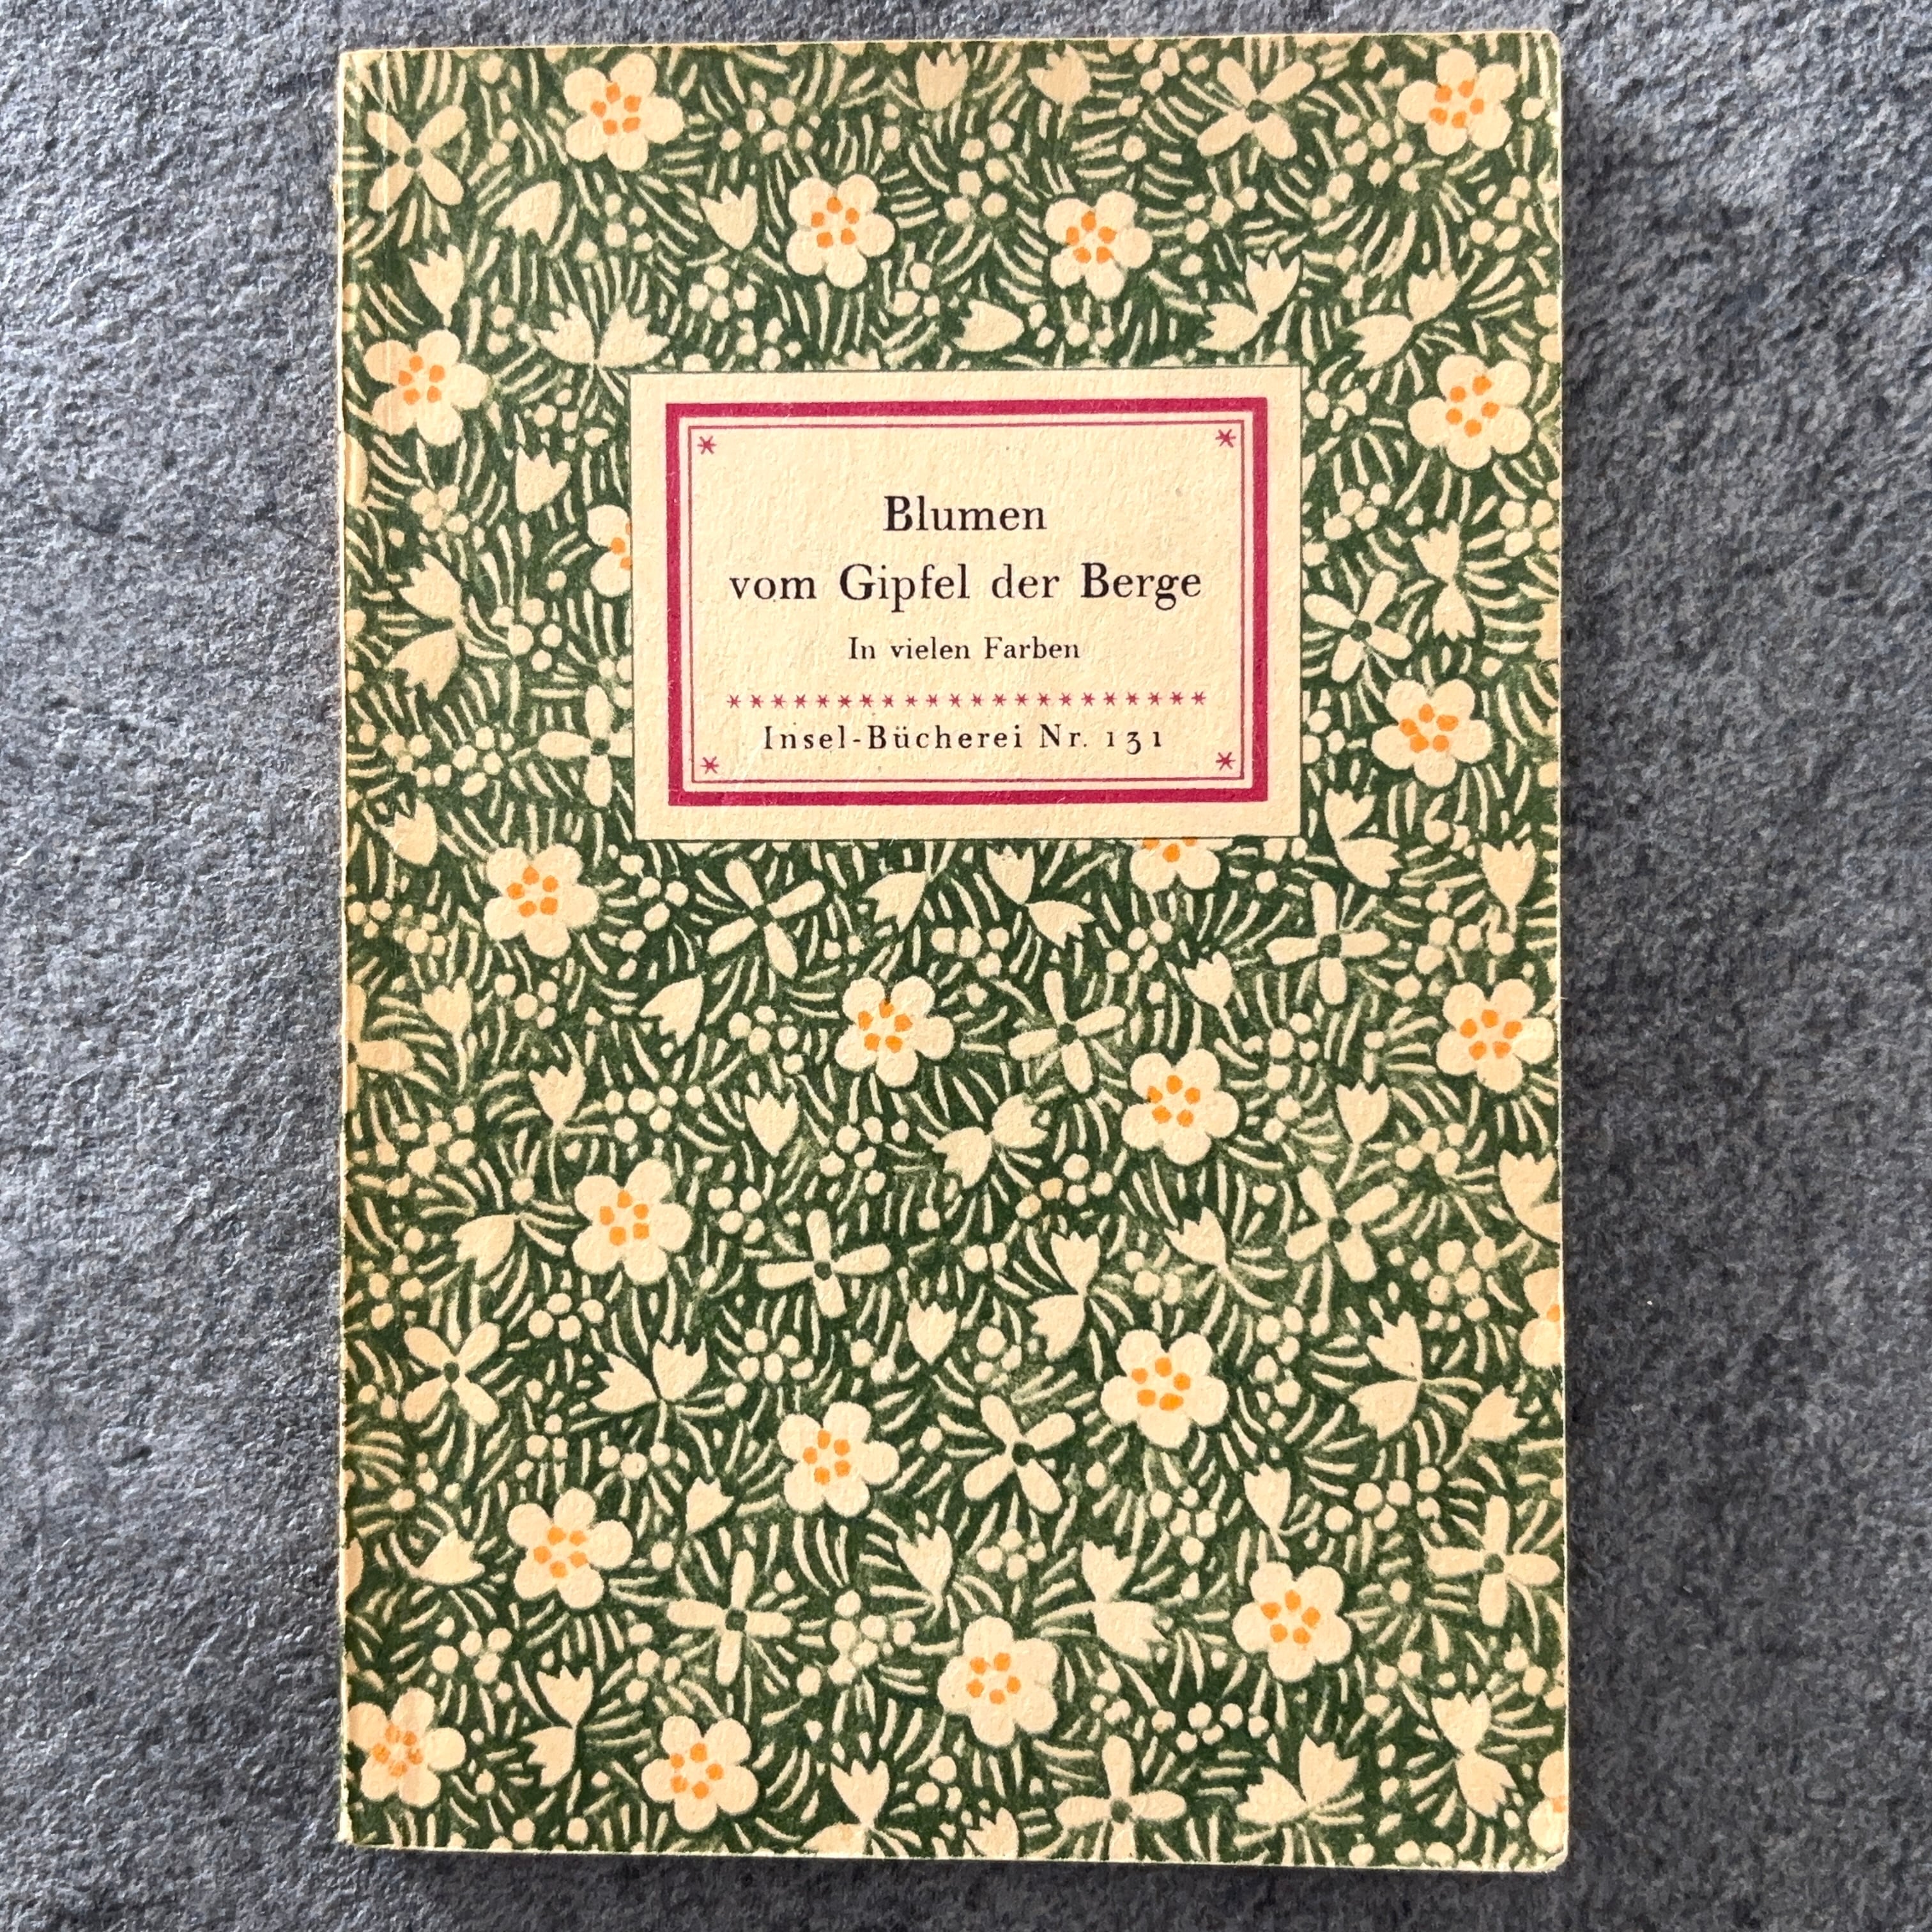 Blumen
vom Gipfel der Berge
In vielen Farben
Insel-Bücherei Nr. 131